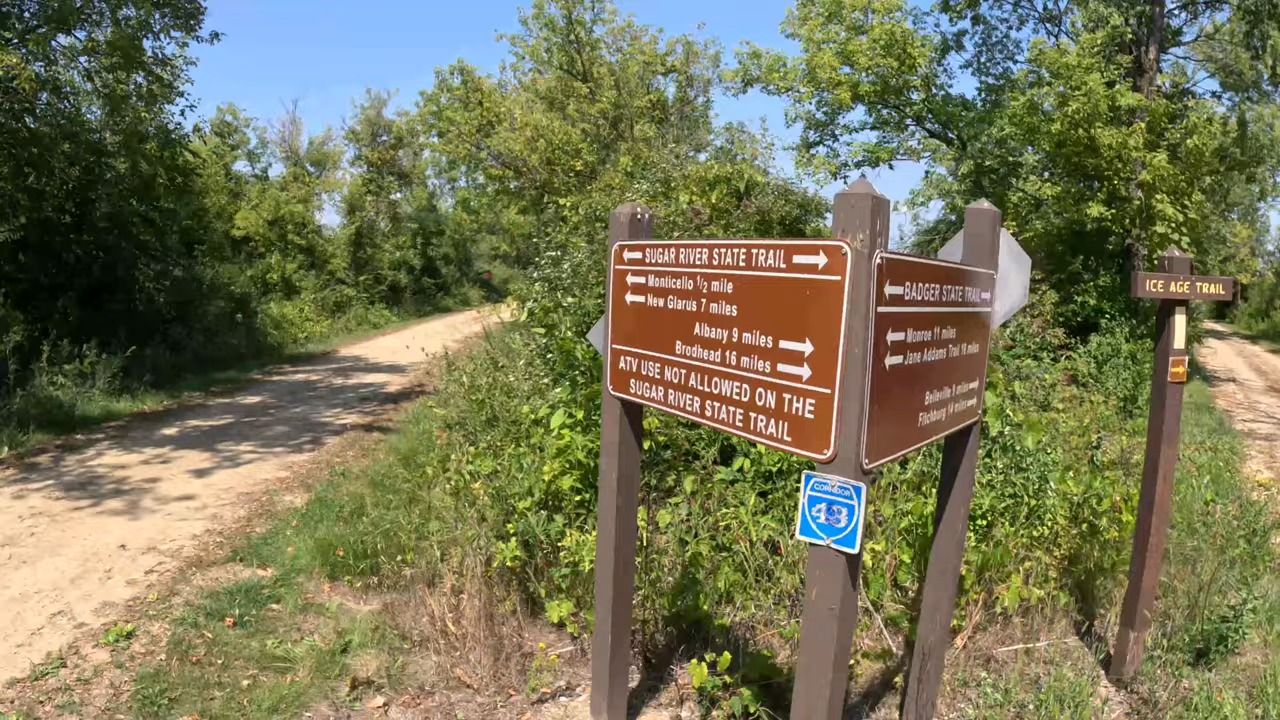 SUGAR RIVER STATE TRAIL
Monticello 1/2 mile
New Glarus 7 miles
Albany 9 miles
Brodhead 16 miles
ATV USE NOT ALLOWED ON THE
SUGAR RIVER STATE TRAIL
BADGER STATE TRAIL
Monroe 11 miles
Jane Addams Trail 18 miles
Belleville 9 miles
Fitchburg 14 miles
CORRIDOR
43
ICE AGE TRAIL